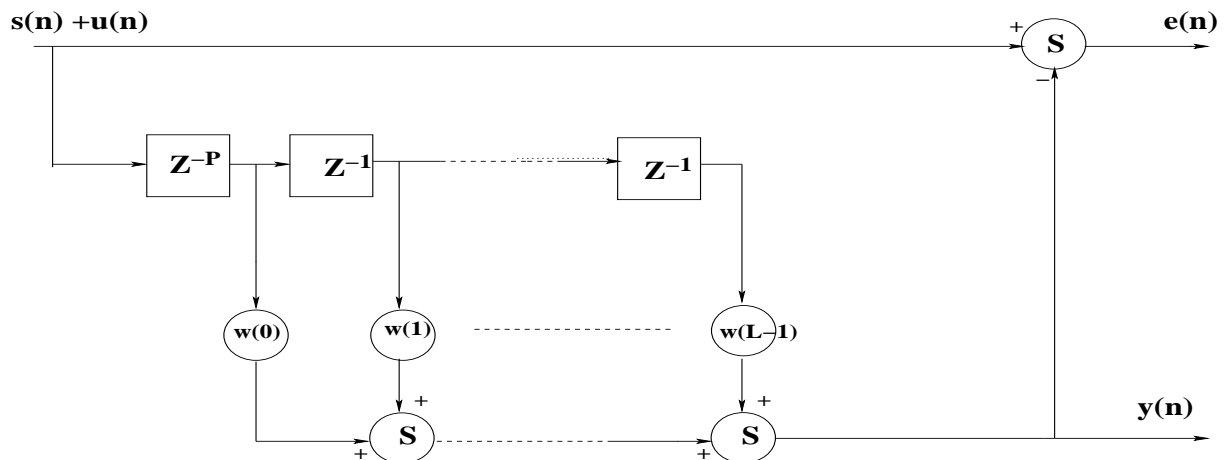 s(n) +u(n)
e(n)
+
S
−
Z−P
Z−1
Z−1
w(0)
w(1)
w(L−1)
+
+
y(n)
S
S
+
+